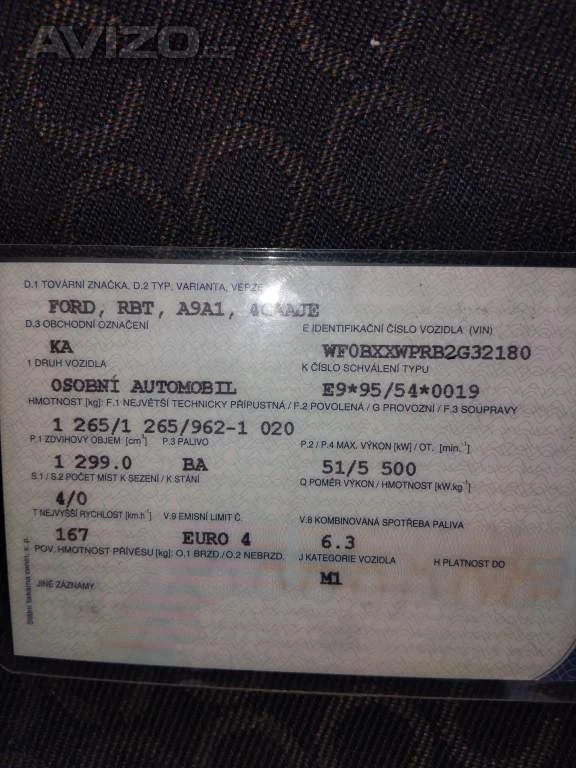 AVIZO.cz
D.1 TOVÁRNÍ ZNAČKA, D.2 TYP, VARIANTA, VERZE
FORD, RBT, A9A1,
D.3 OBCHODNÍ OZNAČENÍ
E IDENTIFIKAČNÍ ČÍSLO VOZIDLA (VIN)
KA
WF0BXXWPRB2G32180
1 DRUH VOZIDLA
K ČÍSLO SCHVÁLENÍ TYPU
OSOBNÍ AUTOMOBIL
E9*95/54*0019
HMOTNOST [kg]: F.1 NEJVĚTŠÍ TECHNICKY PŘÍPUSTNÁ / F.2 POVOLENÁ / G PROVOZNÍ / F.3 SOUPRAVY
1 265/1 265/962-1 020
P.1 ZDVIHOVÝ OBJEM [cm³]
P.3 PALIVO
P.2 / P.4 MAX. VÝKON [kW] / OT. [min.⁻¹]
1 299.0
BA
51/5 500
S.1 / S.2 POČET MÍST K SEZENÍ / K STÁNÍ
Q POMĚR VÝKON / HMOTNOST [kW.kg⁻¹]
4/0
T NEJVYŠŠÍ RYCHLOST [km.h⁻¹]
V.9 EMISNÍ LIMIT Č.
V.8 KOMBINOVANÁ SPOTŘEBA PALIVA
167
EURO 4
6.3
POV. HMOTNOST PŘÍVĚSU [kg]: O.1 BRZD./O.2 NEBRZD.
J KATEGORIE VOZIDLA
H PLATNOST DO
M1
JINÉ ZÁZNAMY